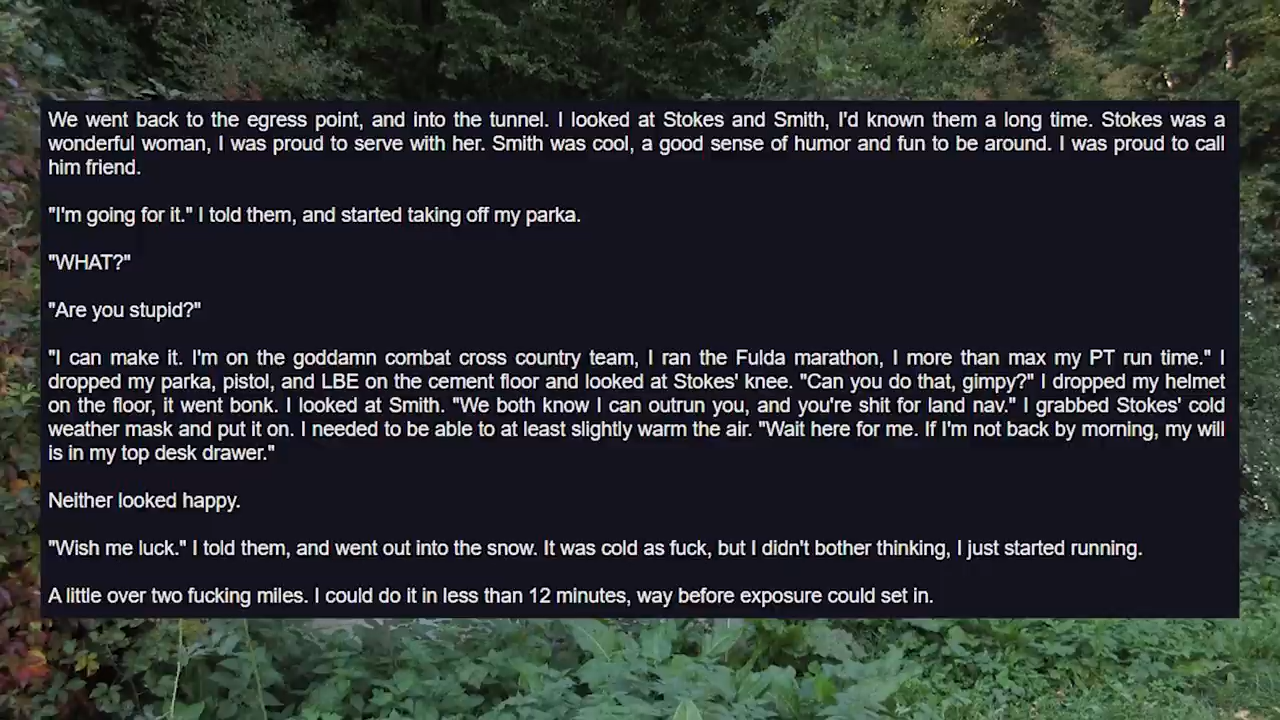 We went back to the egress point, and into the tunnel. I looked at Stokes and Smith, I'd known them a long time. Stokes was a
wonderful woman, I was proud to serve with her. Smith was cool, a good sense of humor and fun to be around. I was proud to call
him friend.
"I'm going for it." I told them, and started taking off my parka.
"WHAT?"
"Are you stupid?"
"I can make it. I'm on the goddamn combat cross country team, I ran the Fulda marathon, I more than max my PT run time." I
dropped my parka, pistol, and LBE on the cement floor and looked at Stokes' knee. "Can you do that, gimpy?" I dropped my helmet
on the floor, it went bonk. I looked at Smith. "We both know I can outrun you, and you're shit for land nav." I grabbed Stokes' cold
weather mask and put it on. I needed to be able to at least slightly warm the air. "Wait here for me. If I'm not back by morning, my will
is in my top desk drawer."
Neither looked happy.
"Wish me luck." I told them, and went out into the snow. It was cold as fuck, but I didn't bother thinking, I just started running.
A little over two fucking miles. I could do it in less than 12 minutes, way before exposure could set in.